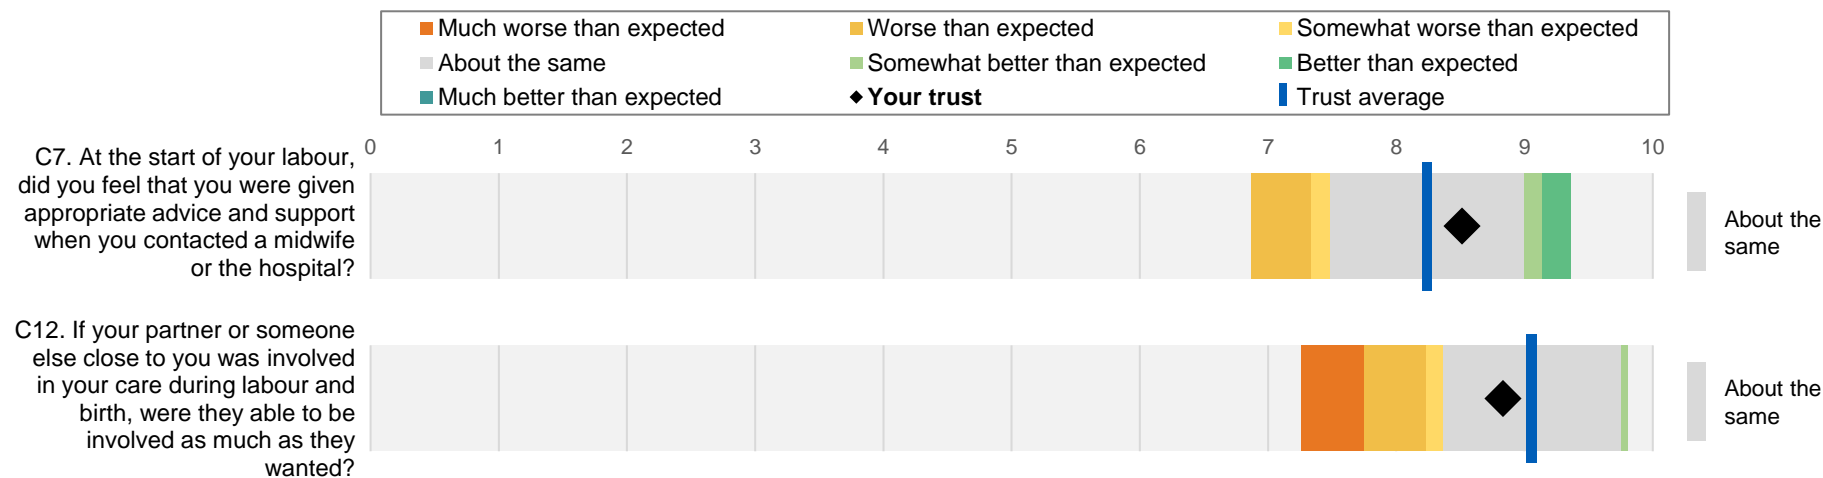 Much worse than expected
Worse than expected
Somewhat worse than expected
About the same
Somewhat better than expected
Better than expected
Much better than expected
Your trust
Trust average
0 1 2 3 4 5 6 7 8 9 10
C7. At the start of your labour,
did you feel that you were given
appropriate advice and support
when you contacted a midwife
or the hospital?
About the
same
C12. If your partner or someone
else close to you was involved
in your care during labour and
birth, were they able to be
involved as much as they
wanted?
About the
same